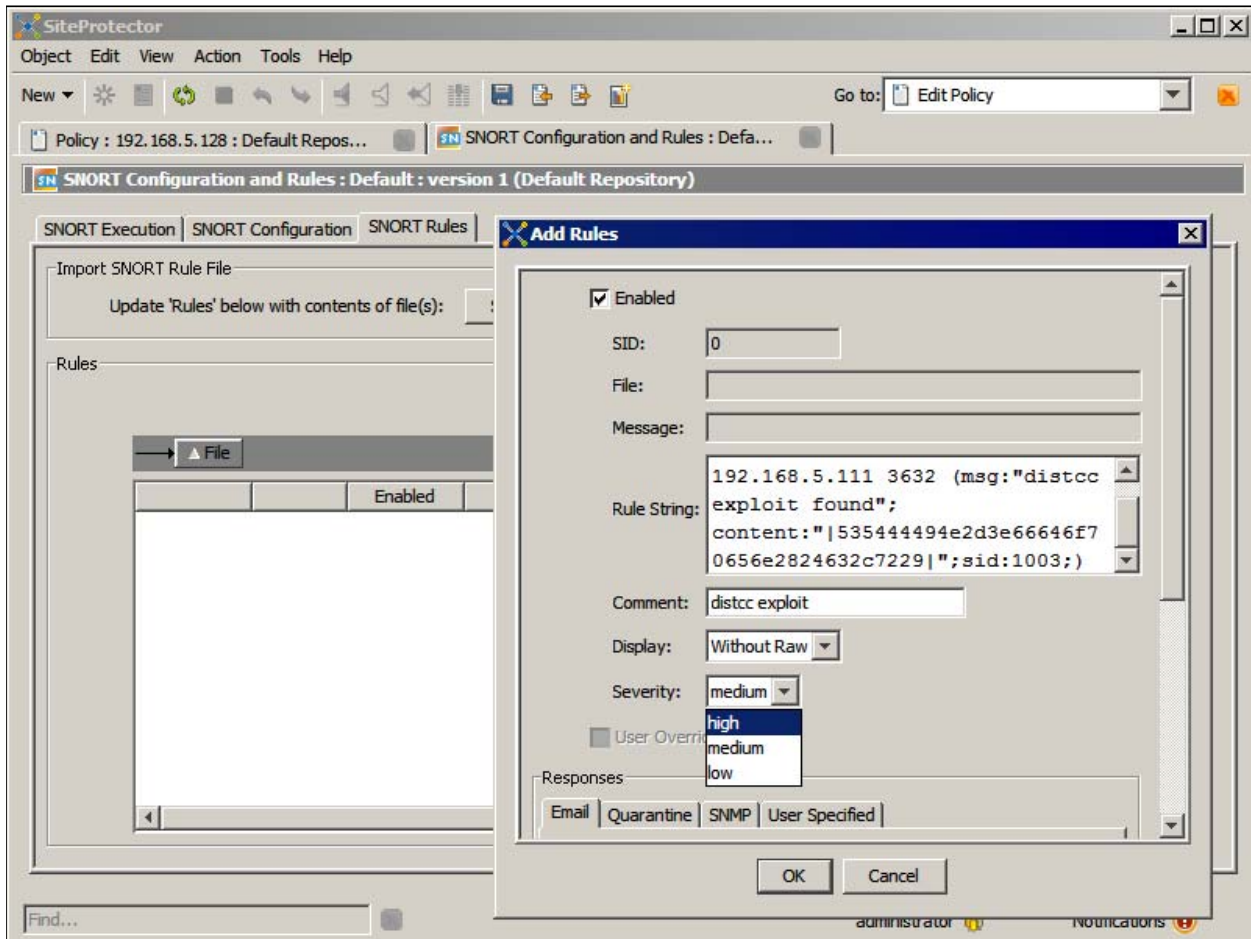 SiteProtector
Object Edit View Action Tools Help
New Go to: Edit Policy
Policy : 192.168.5.128 : Default Repos... SN SNORT Configuration and Rules : Defa...
SN SNORT Configuration and Rules : Default : version 1 (Default Repository)
SNORT Execution SNORT Configuration SNORT Rules
Import SNORT Rule File
Update 'Rules' below with contents of file(s):
Rules
File
Enabled
Add Rules
Enabled
SID: 0
File:
Message:
Rule String:
192.168.5.111 3632 (msg:"distcc
exploit found";
content:"|535444494e2d3e66646f7
0656e2824632c7229|";sid:1003;)
Comment: distcc exploit
Display: Without Raw
Severity: medium
high
medium
low
User Overri
Responses
Email Quarantine SNMP User Specified
OK Cancel
Find...
administrator Notifications